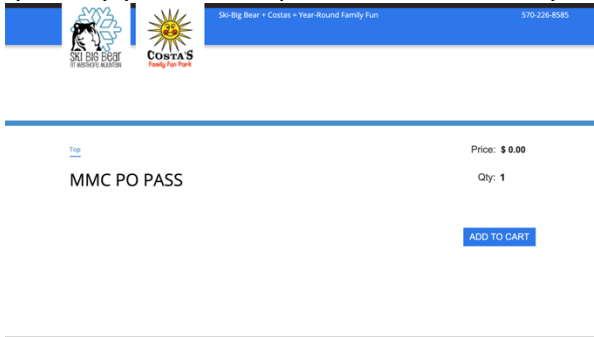 Ski-Big Bear + Costas = Year-Round Family Fun
570-226-8585
SKI BIG BEAR
AT MASTHOPE MOUNTAIN
COSTA'S
Family Fun Park
Top
Price: $ 0.00
MMC PO PASS
Qty: 1
ADD TO CART